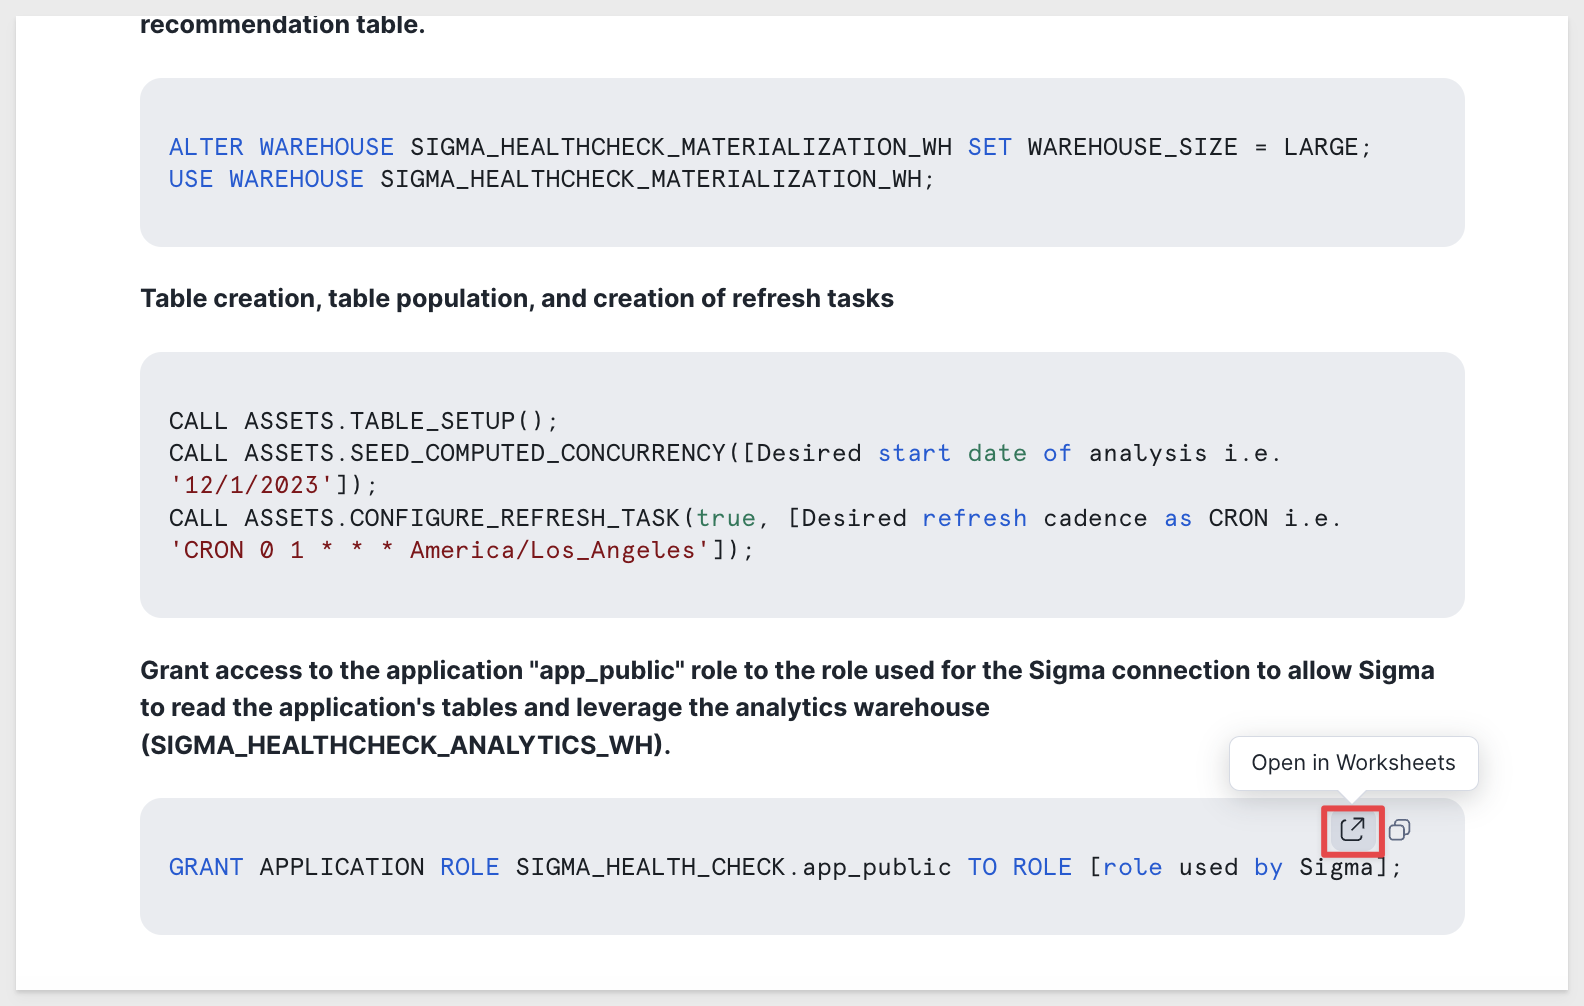 recommendation table.
ALTER WAREHOUSE SIGMA_HEALTHCHECK_MATERIALIZATION_WH SET WAREHOUSE_SIZE = LARGE;
USE WAREHOUSE SIGMA_HEALTHCHECK_MATERIALIZATION_WH;
Table creation, table population, and creation of refresh tasks
CALL ASSETS.TABLE_SETUP();
CALL ASSETS.SEED_COMPUTED_CONCURRENCY([Desired start date of analysis i.e.
'12/1/2023']);
CALL ASSETS.CONFIGURE_REFRESH_TASK(true, [Desired refresh cadence as CRON i.e.
'CRON 0 1 * * * America/Los_Angeles']);
Grant access to the application "app_public" role to the role used for the Sigma connection to allow Sigma
to read the application's tables and leverage the analytics warehouse
(SIGMA_HEALTHCHECK_ANALYTICS_WH).
Open in Worksheets
GRANT APPLICATION ROLE SIGMA_HEALTH_CHECK.app_public TO ROLE [role used by Sigma];